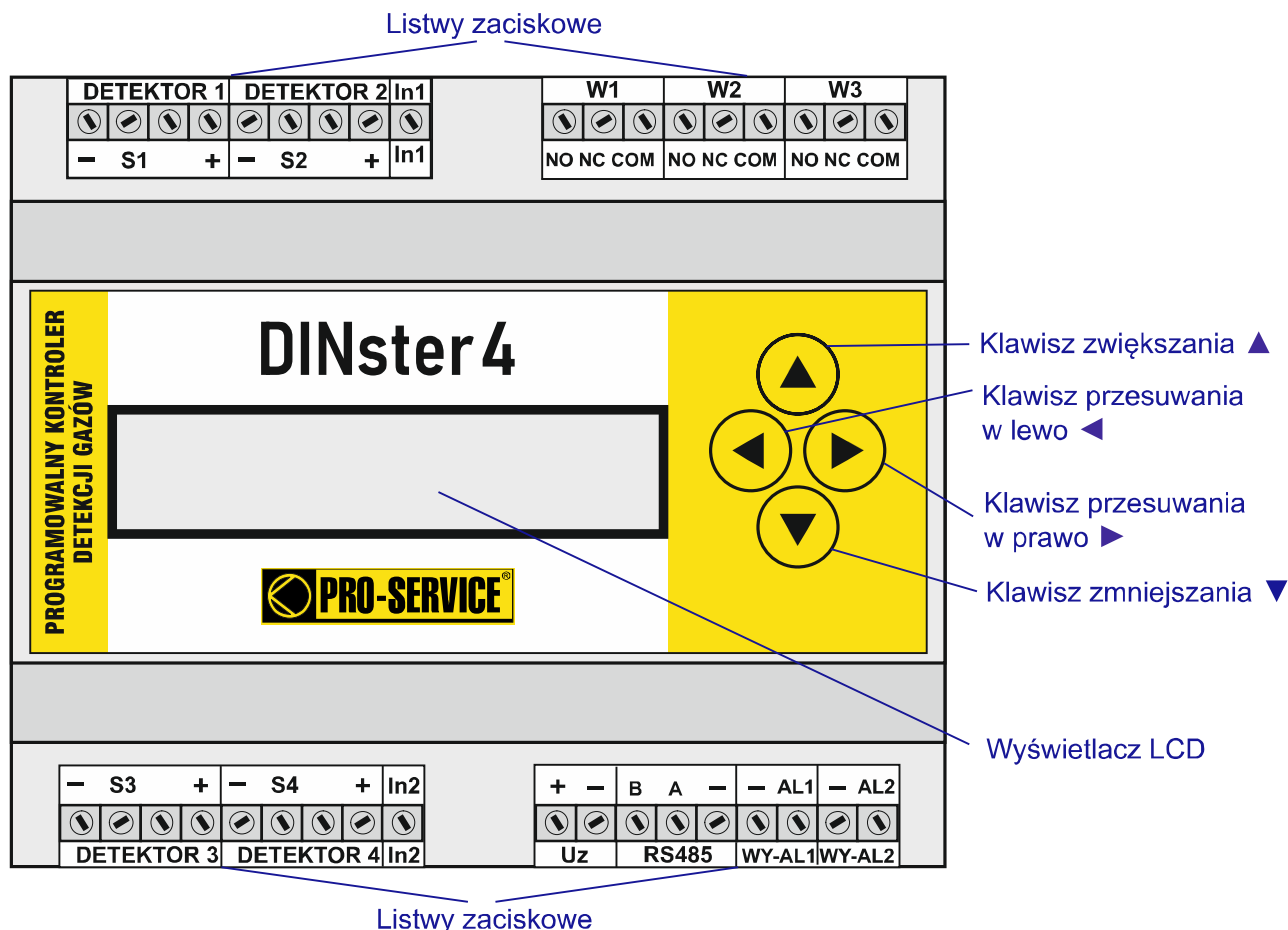 Listwy zaciskowe
DETEKTOR 1 DETEKTOR 2 In1
W1 W2 W3
− S1 + − S2 + In1
NO NC COM NO NC COM NO NC COM
PROGRAMOWALNY KONTROLER
DETEKCJI GAZÓW
DINster 4
PRO-SERVICE®
Klawisz zwiększania ▲
Klawisz przesuwania
w lewo ◀
Klawisz przesuwania
w prawo ▶
Klawisz zmniejszania ▼
Wyświetlacz LCD
− S3 + − S4 + In2
+ − B A − − AL1 − AL2
DETEKTOR 3 DETEKTOR 4 In2
Uz RS485 WY-AL1 WY-AL2
Listwy zaciskowe